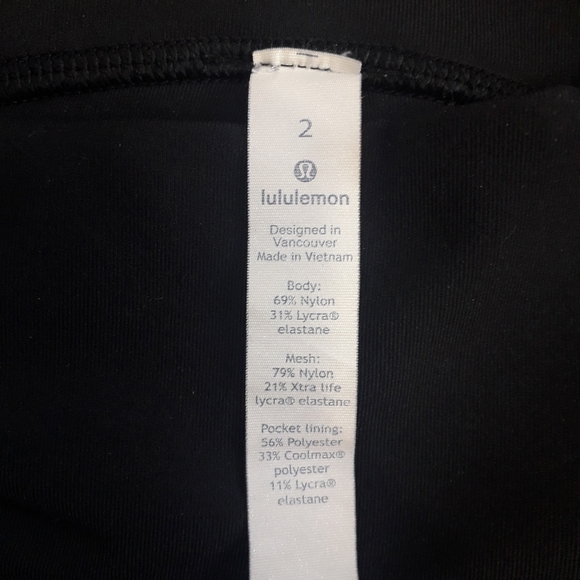 2
lululemon
Designed in
Vancouver
Made in Vietnam
Body:
69% Nylon
31% Lycra®
elastane
Mesh:
79% Nylon
21% Xtra life
lycra® elastane
Pocket lining:
56% Polyester
33% Coolmax®
polyester
11% Lycra®
elastane